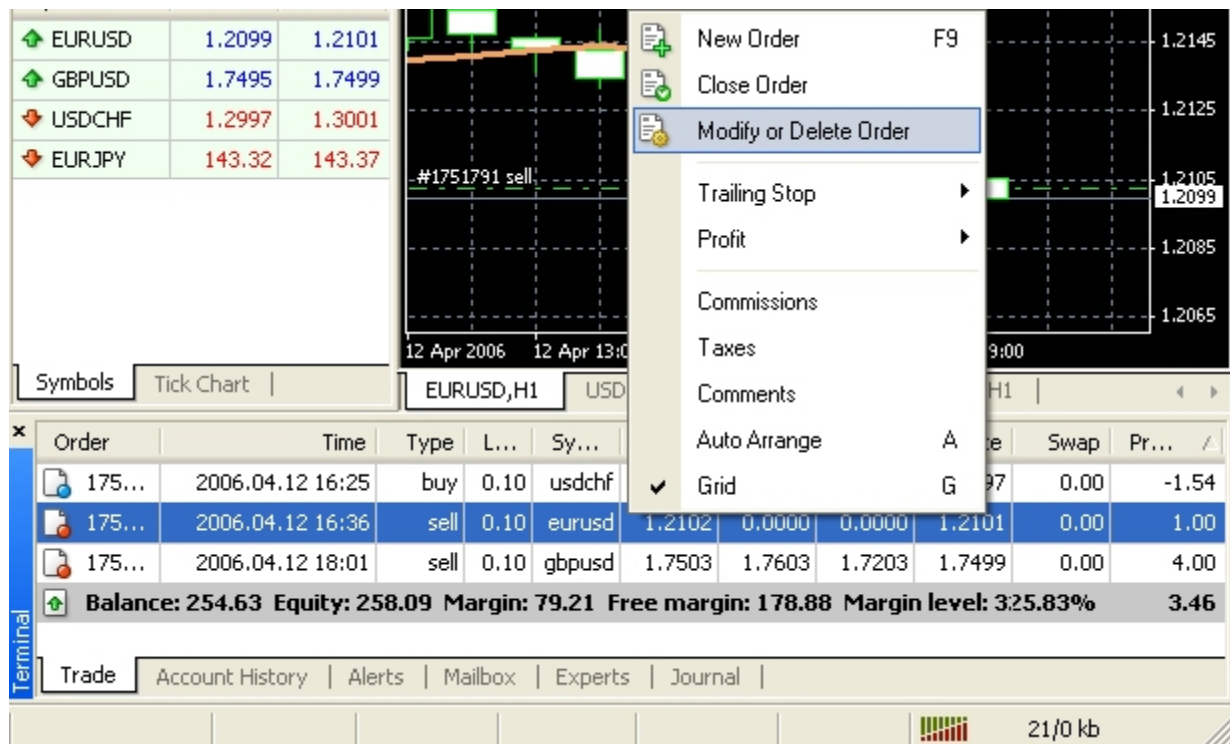 EURUSD 1.2099 1.2101
GBPUSD 1.7495 1.7499
USDCHF 1.2997 1.3001
EURJPY 143.32 143.37
Symbols Tick Chart
#1751791 sell
1.2145
1.2125
1.2105
1.2099
1.2085
1.2065
12 Apr 2006 12 Apr 13:0 9:00
EURUSD,H1 USD H1
New Order F9
Close Order
Modify or Delete Order
Trailing Stop
Profit
Commissions
Taxes
Comments
Auto Arrange A
Grid G
Order Time Type L... Sy... e Swap Pr... /
175... 2006.04.12 16:25 buy 0.10 usdchf 97 0.00 -1.54
175... 2006.04.12 16:36 sell 0.10 eurusd 1.2102 0.0000 0.0000 1.2101 0.00 1.00
175... 2006.04.12 18:01 sell 0.10 gbpusd 1.7503 1.7603 1.7203 1.7499 0.00 4.00
Balance: 254.63 Equity: 258.09 Margin: 79.21 Free margin: 178.88 Margin level: 325.83% 3.46
Terminal
Trade Account History Alerts Mailbox Experts Journal
21/0 kb